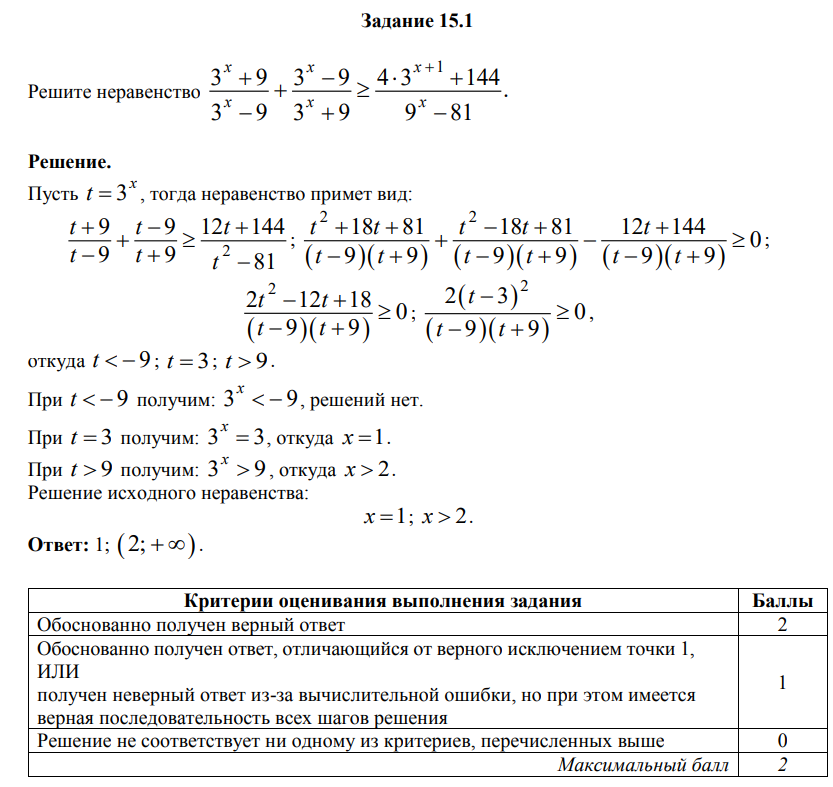 Задание 15.1
Решите неравенство \frac{3^x+9}{3^x-9}+\frac{3^x-9}{3^x+9}\geq\frac{4\cdot3^{x+1}+144}{9^x-81}.
Решение.
Пусть t=3^x, тогда неравенство примет вид:
\frac{t+9}{t-9}+\frac{t-9}{t+9}\geq\frac{12t+144}{t^2-81}; \frac{t^2+18t+81}{(t-9)(t+9)}+\frac{t^2-18t+81}{(t-9)(t+9)}-\frac{12t+144}{(t-9)(t+9)}\geq0;
\frac{2t^2-12t+18}{(t-9)(t+9)}\geq0; \frac{2(t-3)^2}{(t-9)(t+9)}\geq0,
откуда t<-9; t=3; t>9.
При t<-9 получим: 3^x<-9, решений нет.
При t=3 получим: 3^x=3, откуда x=1.
При t>9 получим: 3^x>9, откуда x>2.
Решение исходного неравенства:
x=1; x>2.
Ответ: 1; (2;+∞).
Критерии оценивания выполнения задания Баллы
Обоснованно получен верный ответ 2
Обоснованно получен ответ, отличающийся от верного исключением точки 1,
ИЛИ
получен неверный ответ из-за вычислительной ошибки, но при этом имеется
верная последовательность всех шагов решения 1
Решение не соответствует ни одному из критериев, перечисленных выше 0
Максимальный балл 2